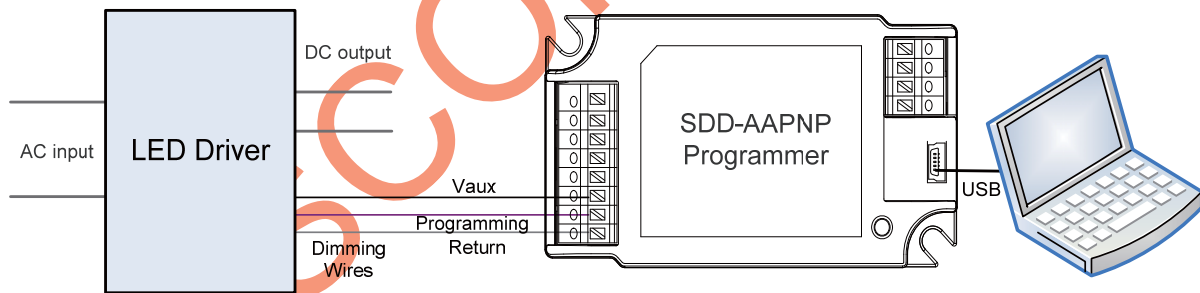 DC output
AC input
LED Driver
Vaux
Programming
Return
Dimming
Wires
SDD-AAPNP
Programmer
USB